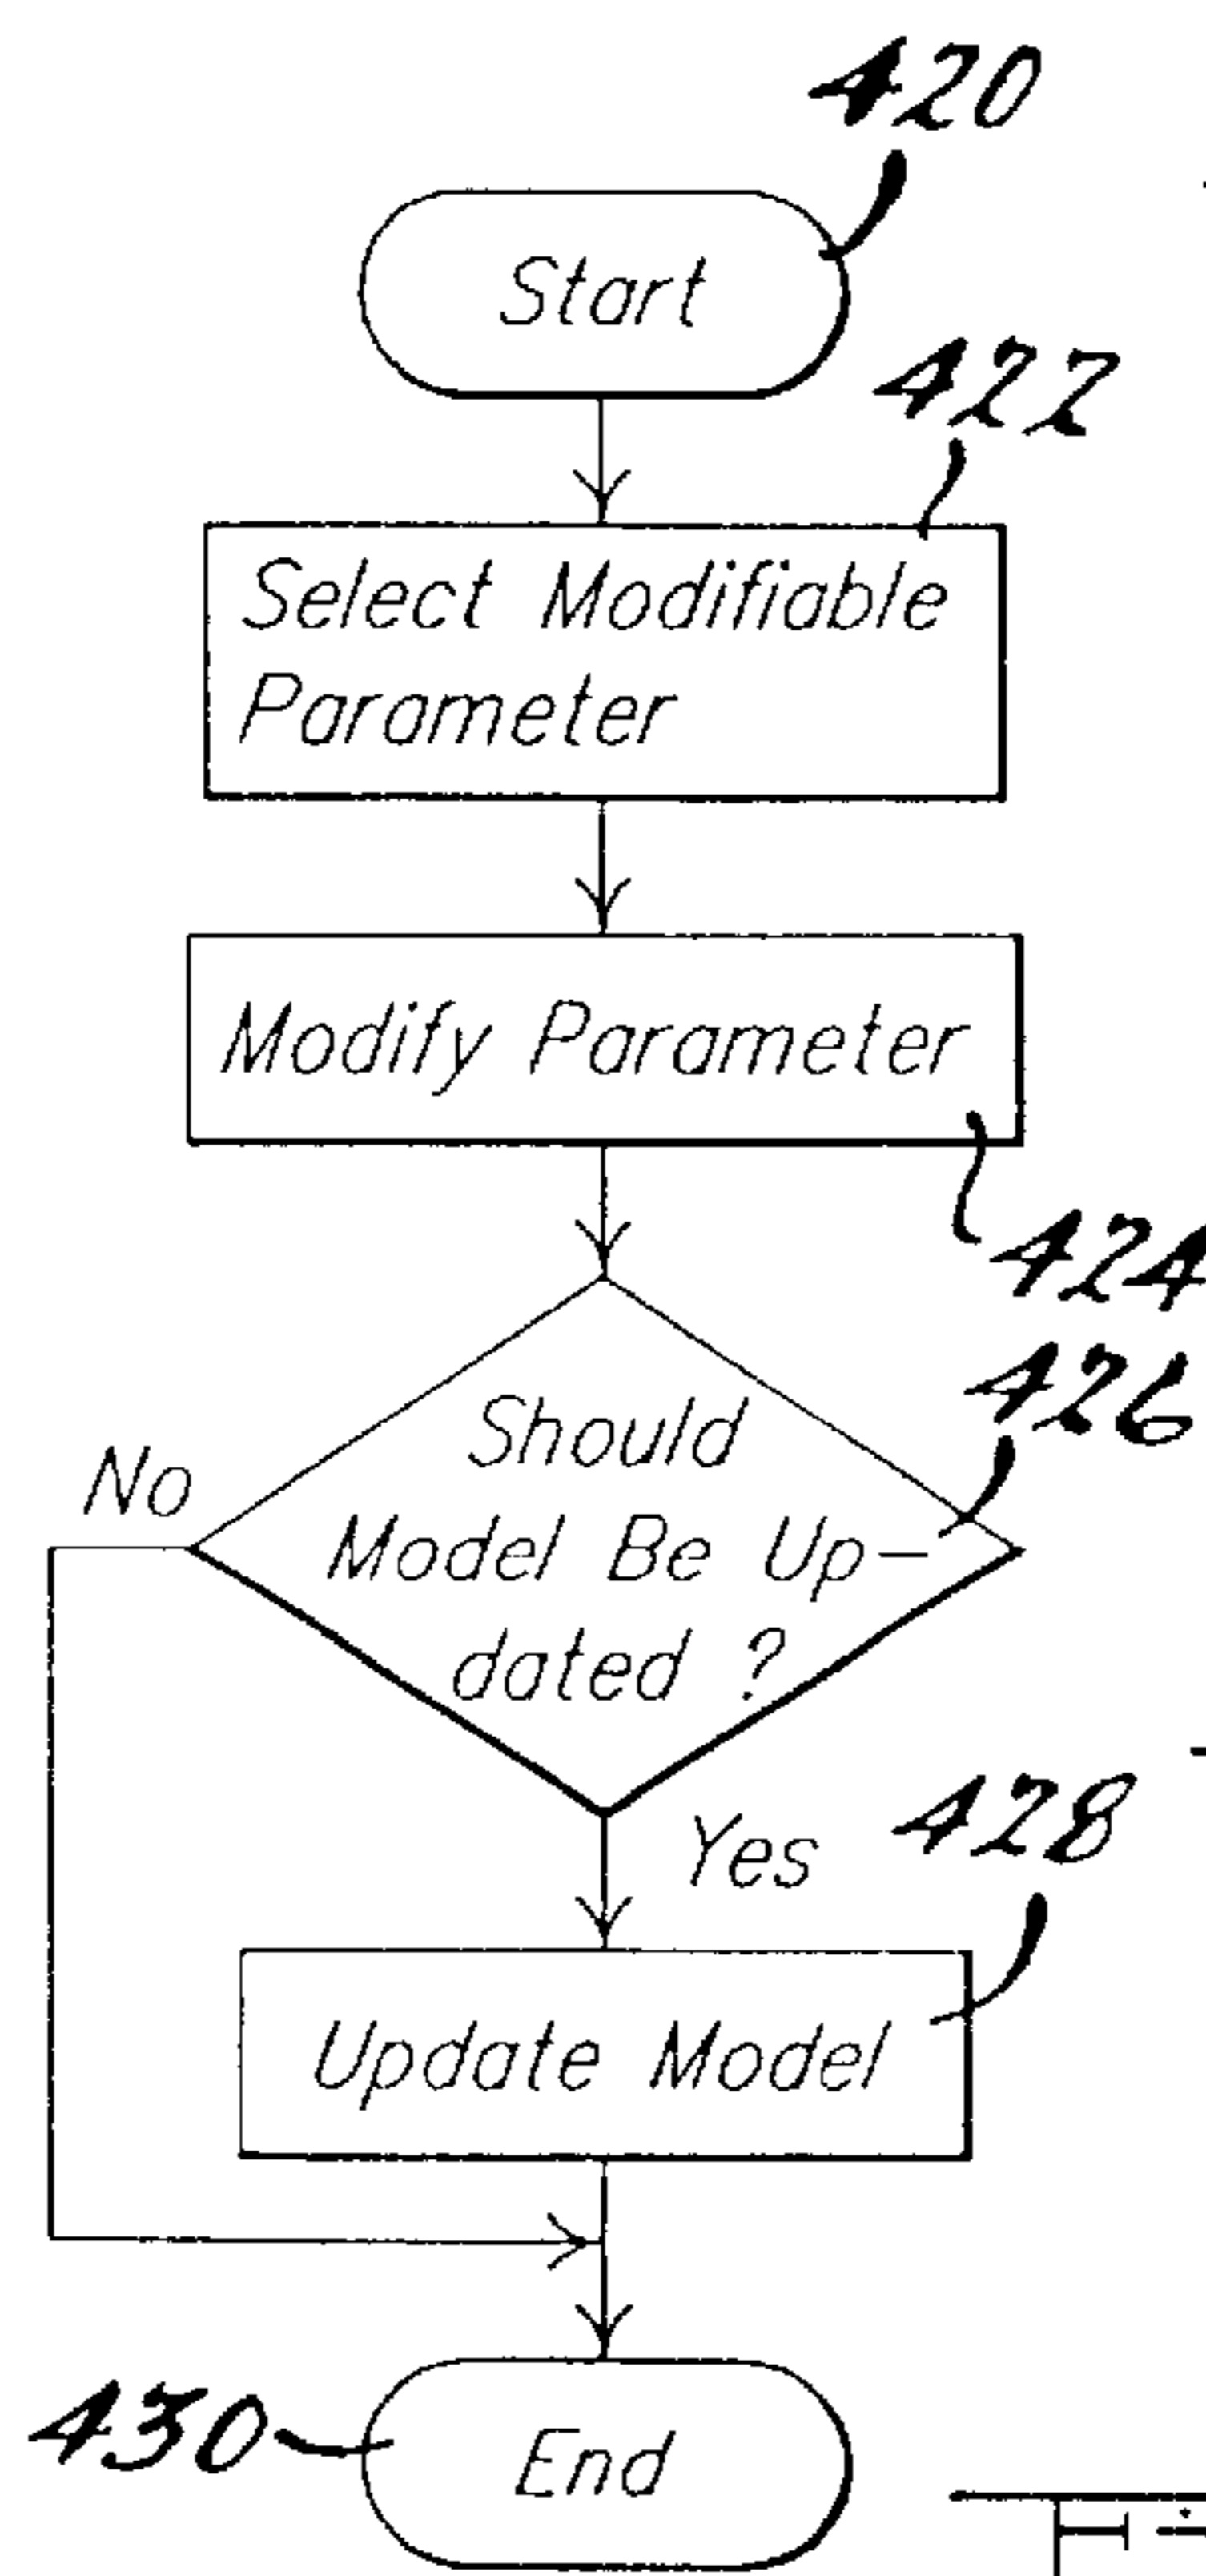 420
Start
422
Select Modifiable
Parameter
Modify Parameter
424
426
Should
No
Model Be Up-
dated ?
Yes
428
Update Model
430
End